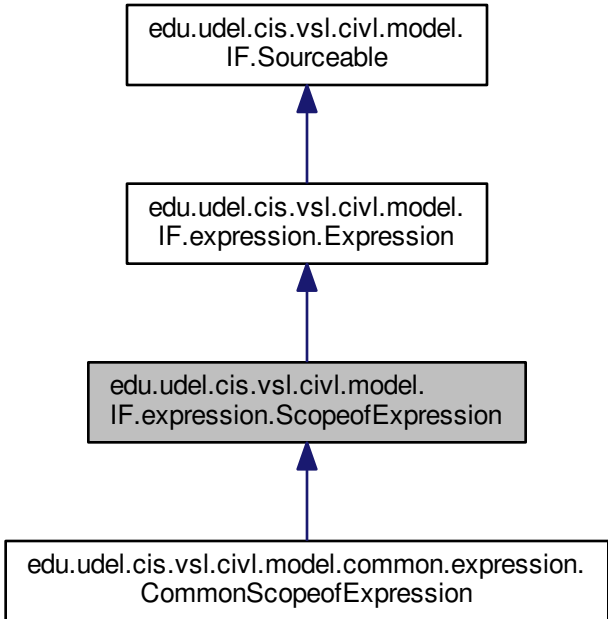 edu.udel.cis.vsl.civl.model.
IF.Sourceable
edu.udel.cis.vsl.civl.model.
IF.expression.Expression
edu.udel.cis.vsl.civl.model.
IF.expression.ScopeofExpression
edu.udel.cis.vsl.civl.model.common.expression.
CommonScopeofExpression